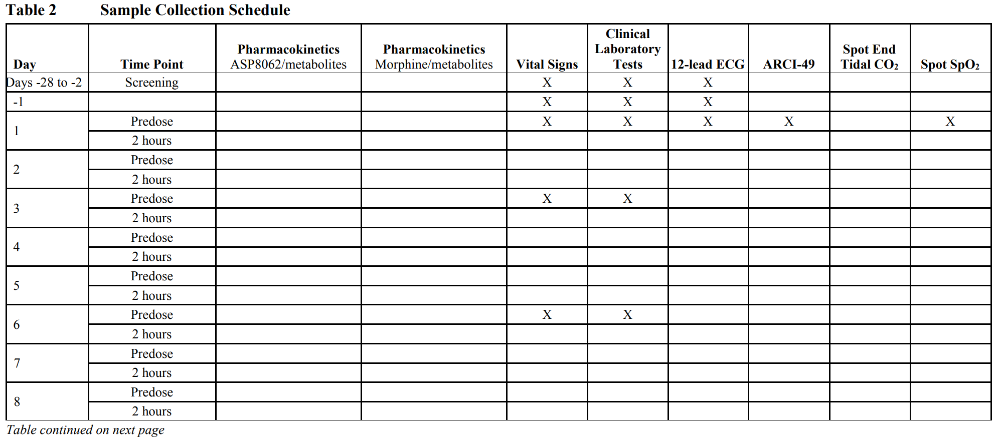 Table 2 Sample Collection Schedule
Day Time Point Pharmacokinetics ASP8062/metabolites Pharmacokinetics Morphine/metabolites Vital Signs Clinical Laboratory Tests 12-lead ECG ARCI-49 Spot End Tidal CO₂ Spot SpO₂
Days -28 to -2 Screening X X X
-1 X X X
1 Predose X X X X X
2 hours
2 Predose
2 hours
3 Predose X X
2 hours
4 Predose
2 hours
5 Predose
2 hours
6 Predose X X
2 hours
7 Predose
2 hours
8 Predose
2 hours
Table continued on next page